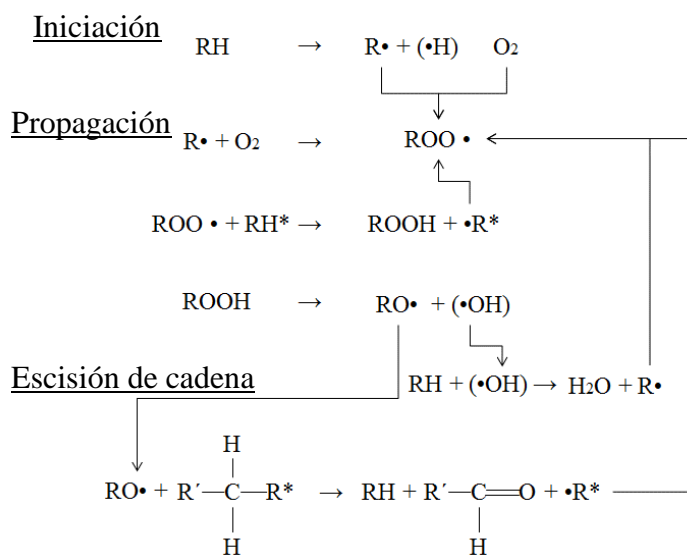 Iniciación
RH → R• + (•H) O2
Propagación
R• + O2 → ROO •
ROO • + RH* → ROOH + •R*
ROOH → RO• + (•OH)
Escisión de cadena
RH + (•OH) → H2O + R•
H
RO• + R´—C—R* → RH + R´—C=O + •R*
H H